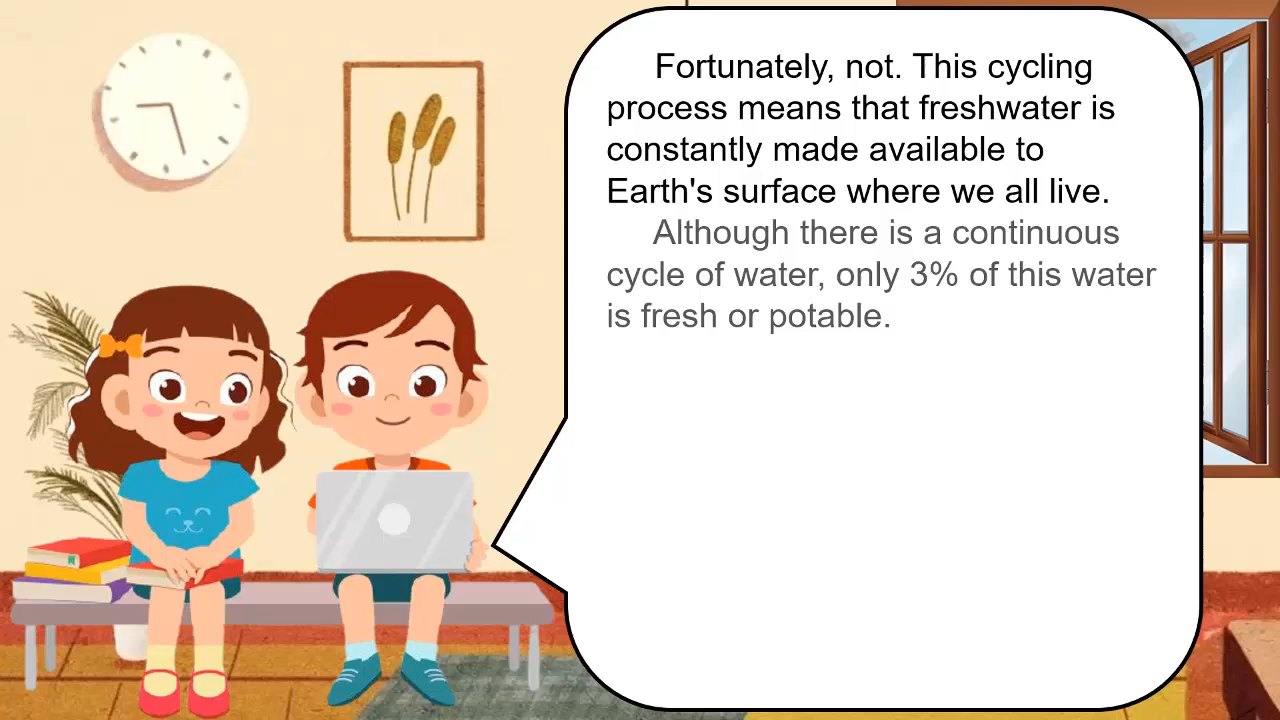 Fortunately, not. This cycling
process means that freshwater is
constantly made available to
Earth's surface where we all live.
Although there is a continuous
cycle of water, only 3% of this water
is fresh or potable.